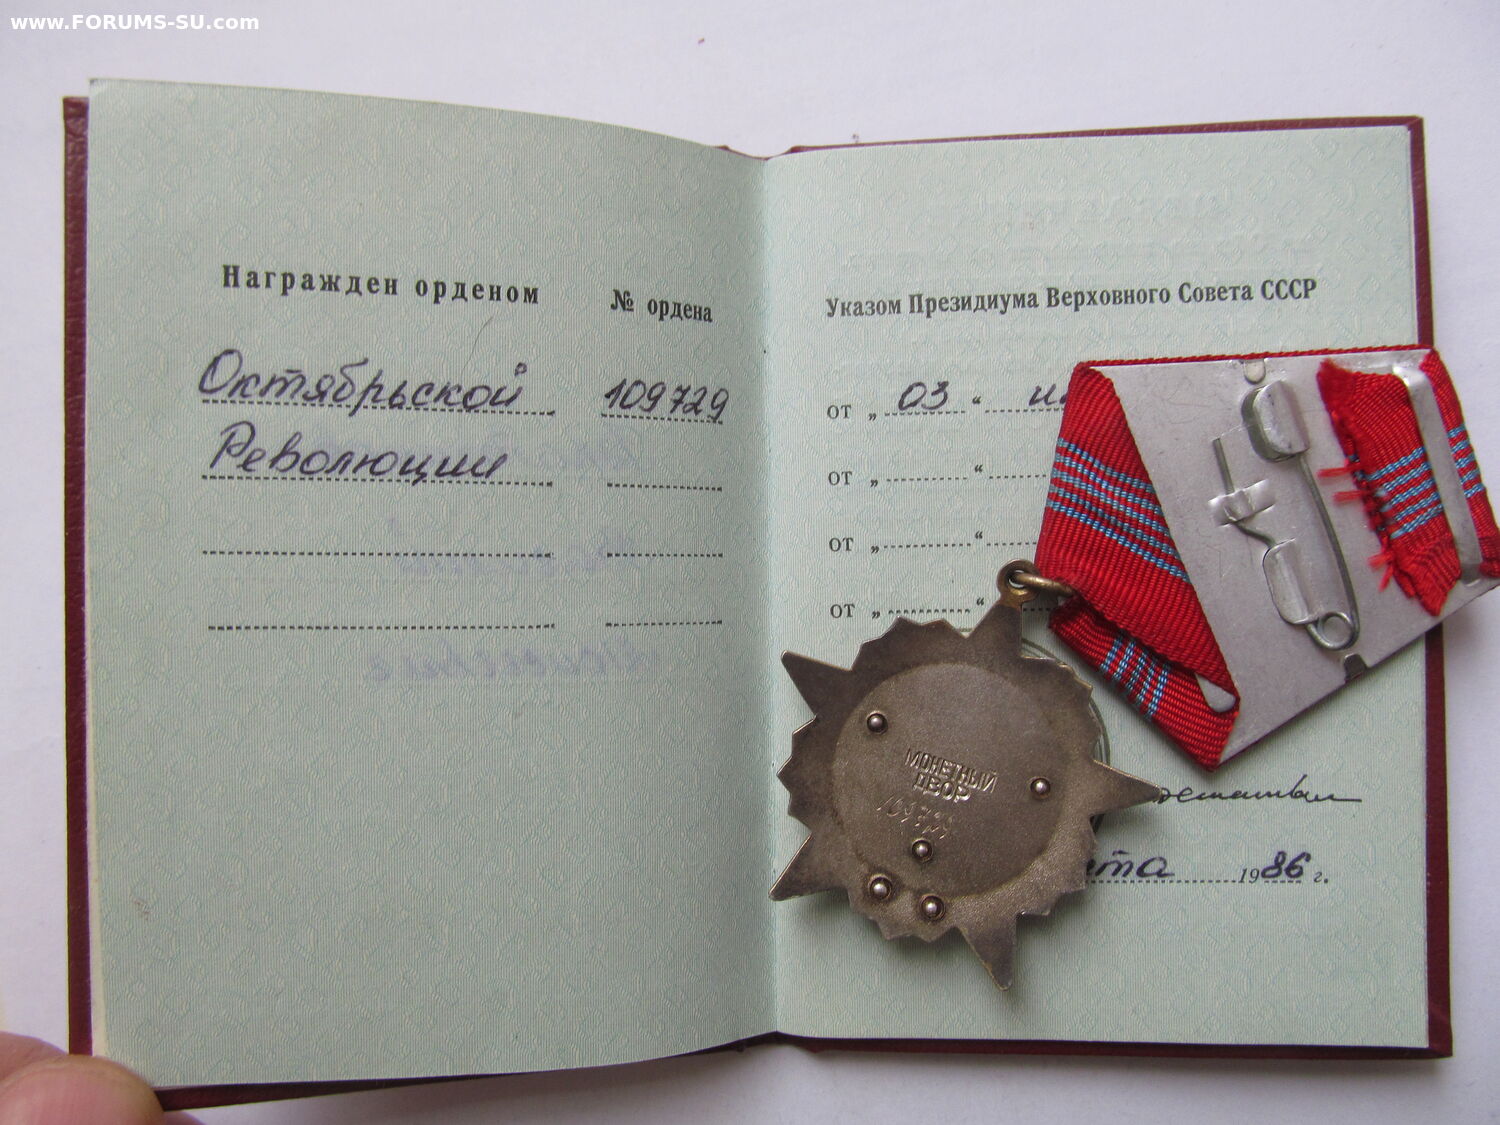 www.FORUMS-SU.com
Награжден орденом
№ ордена
Октябрьской
109729
Революции
Указом Президиума Верховного Совета СССР
от „ 03 “
от „ “
от „ “
от „ “
МОНЕТНЫЙ
ДВОР
109729
1986 г.